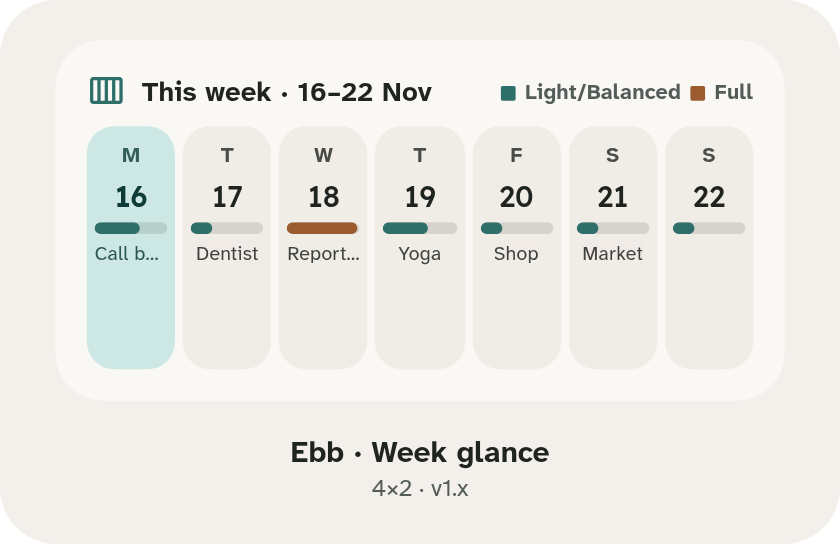 This week · 16–22 Nov
Light/Balanced Full
M T W T F S S
16 17 18 19 20 21 22
Call b... Dentist Report... Yoga Shop Market
Ebb · Week glance
4×2 · v1.x